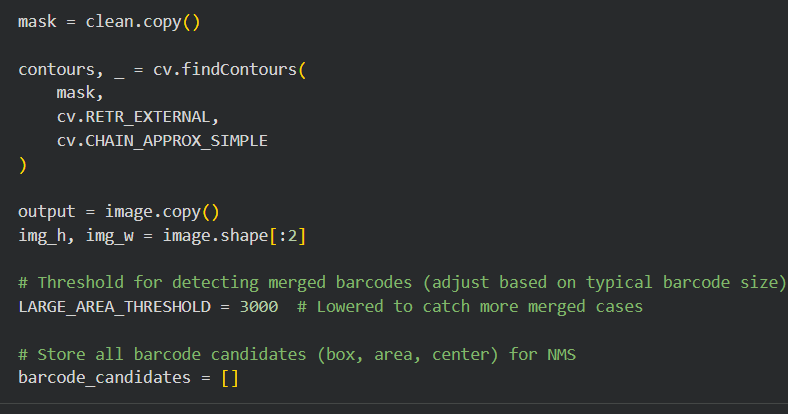 mask = clean.copy()
contours, _ = cv.findContours(
    mask,
    cv.RETR_EXTERNAL,
    cv.CHAIN_APPROX_SIMPLE
)
output = image.copy()
img_h, img_w = image.shape[:2]
# Threshold for detecting merged barcodes (adjust based on typical barcode size)
LARGE_AREA_THRESHOLD = 3000  # Lowered to catch more merged cases
# Store all barcode candidates (box, area, center) for NMS
barcode_candidates = []